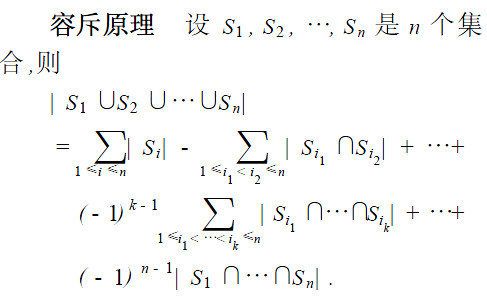 容斥原理 设 S₁, S₂, ⋯, Sₙ 是 n 个集
合,则
| S₁ ∪S₂ ∪⋯∪Sₙ|
= ∑_{1≤i≤n}| Sᵢ| - ∑_{1≤i₁<i₂≤n}| S_{i₁} ∩S_{i₂}| + ⋯+
(-1)^{k-1} ∑_{1≤i₁<⋯<i_k≤n}| S_{i₁} ∩⋯∩S_{i_k}| + ⋯+
(-1)^{n-1}| S₁ ∩⋯∩Sₙ| .